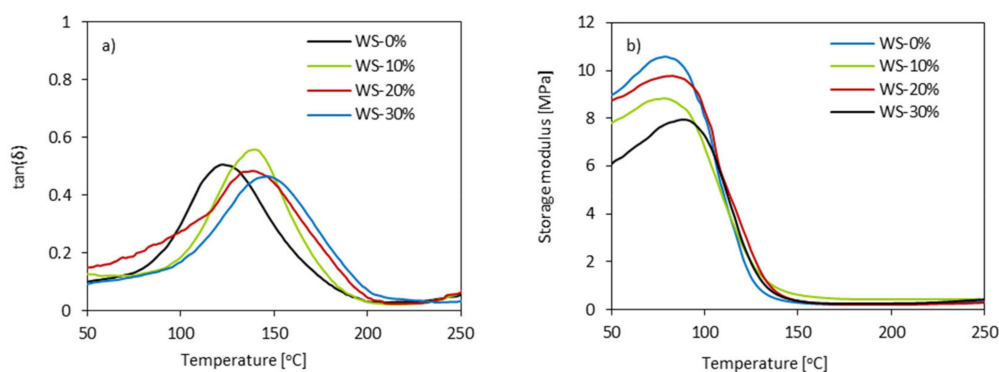 a)
WS-0%
WS-10%
WS-20%
WS-30%
1
0.8
0.6
0.4
0.2
0
tan(δ)
50
100
150
200
250
Temperature [°C]
b)
WS-0%
WS-10%
WS-20%
WS-30%
12
10
8
6
4
2
0
Storage modulus [MPa]
50
100
150
200
250
Temperature [°C]